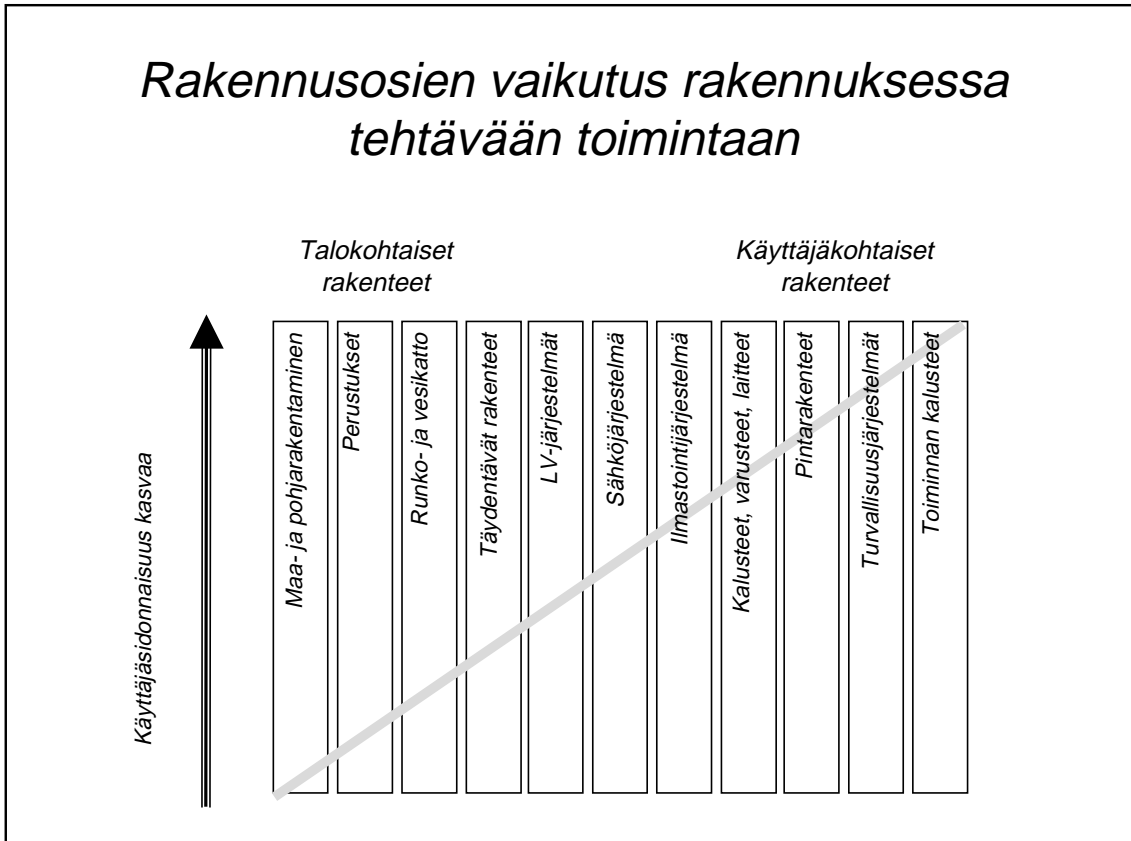 Rakennusosien vaikutus rakennuksessa
tehtävään toimintaan
Talokohtaiset
rakenteet
Käyttäjäkohtaiset
rakenteet
Käyttäjäsidonnaisuus kasvaa
Maa- ja pohjarakentaminen
Perustukset
Runko- ja vesikatto
Täydentävät rakenteet
LV-järjestelmät
Sähköjärjestelmä
Ilmastointijärjestelmä
Kalusteet, varusteet, laitteet
Pintarakenteet
Turvallisuusjärjestelmät
Toiminnan kalusteet